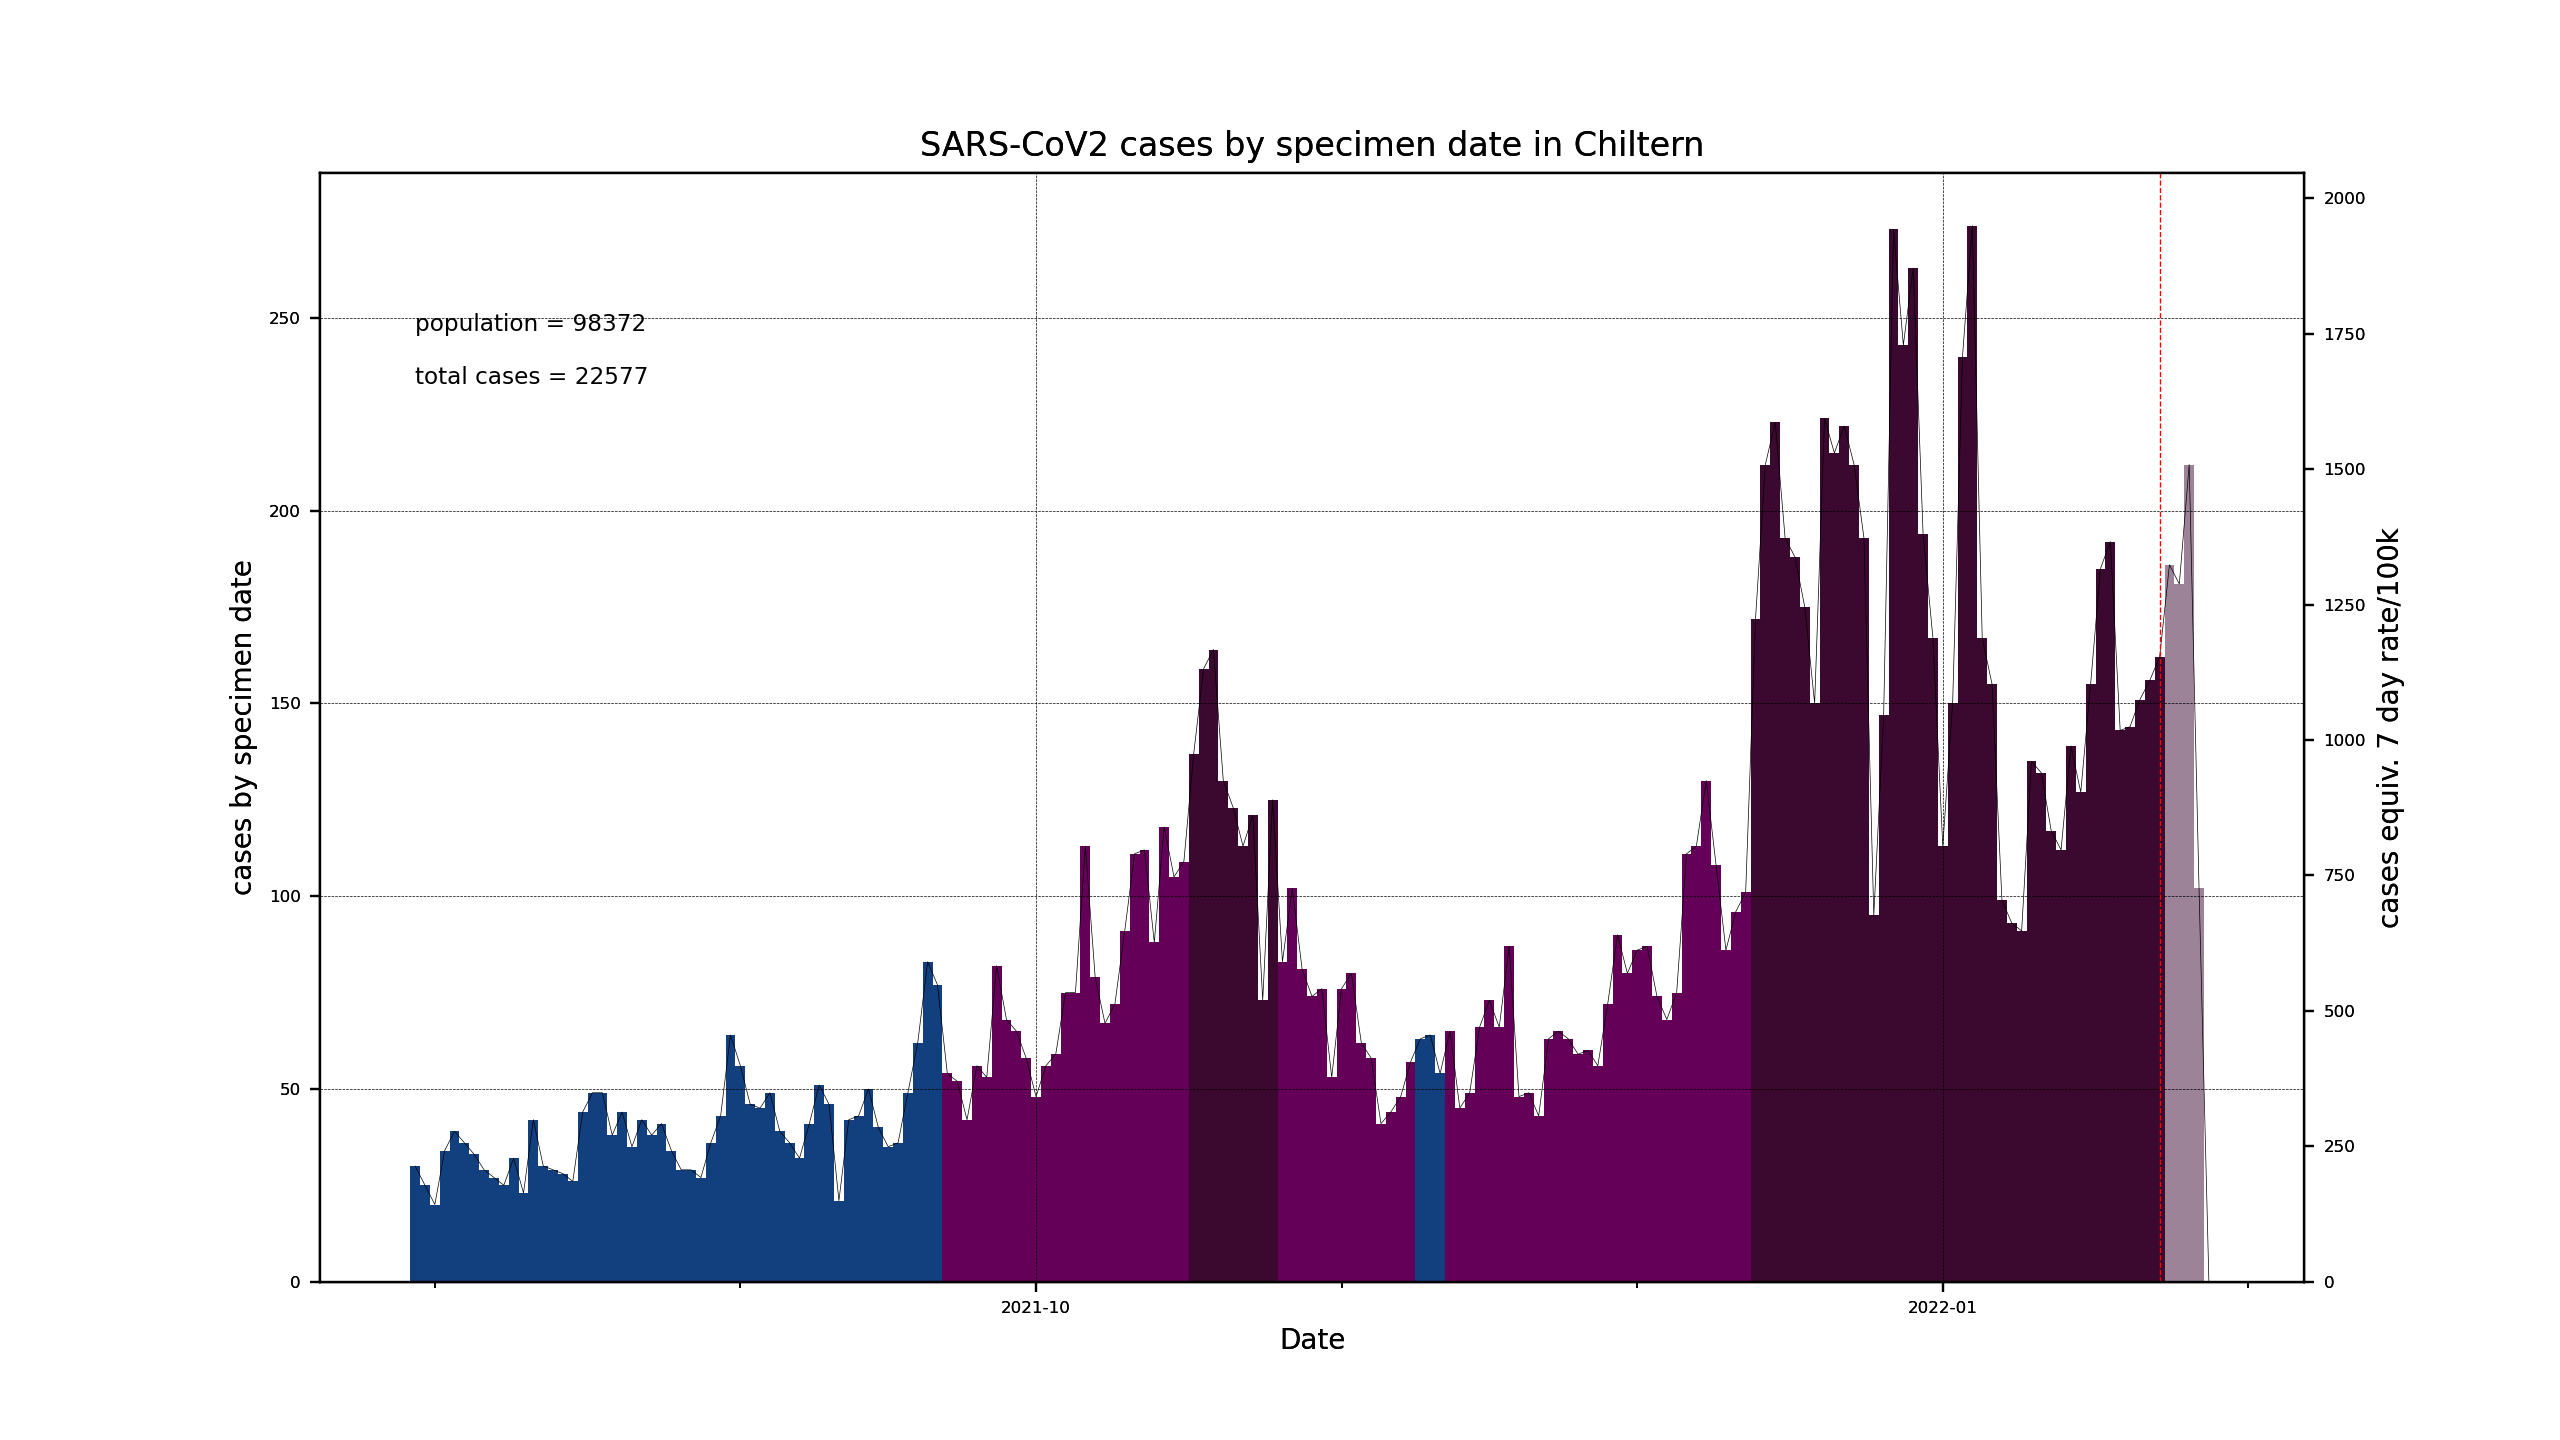 SARS-CoV2 cases by specimen date in Chiltern
population = 98372
total cases = 22577
cases by specimen date
250
200
150
100
50
0
2000
1750
1500
1250
1000
750
500
250
0
cases equiv. 7 day rate/100k
2021-10
2022-01
Date